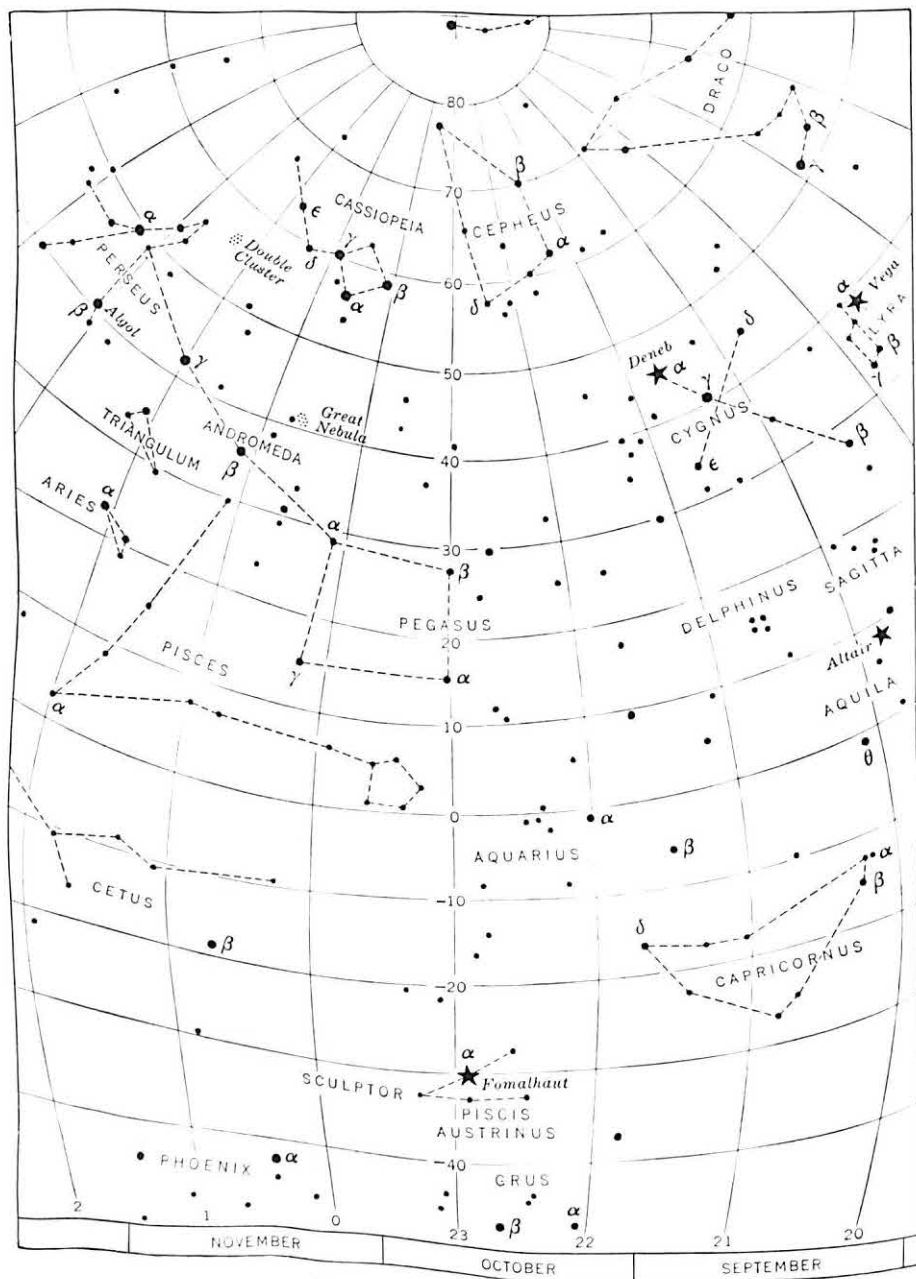 DRACO
80
β
γ
β
70
CASSIOPEIA
CEPHEUS
ε
α
PERISEUS
Double
Cluster
δ
γ
α
β
60
α
δ
Vega
α
LYRA
β
γ
Algol
β
γ
50
Deneb
α
δ
γ
CYGNUS
β
ε
Great
Nebula
TRIANGULUM
ANDROMEDA
β
40
ARIES
α
α
30
β
SAGITTA
DELPHINUS
PEGASUS
20
Altair
PISCES
γ
α
α
AQUILA
10
θ
0
α
AQUARIUS
β
α
β
CETUS
-10
β
δ
CAPRICORNUS
-20
α
SCULPTOR
Fomalhaut
PISCIS
AUSTRINUS
-40
PHOENIX
α
GRUS
β
α
2
1
0
23
22
21
20
NOVEMBER
OCTOBER
SEPTEMBER